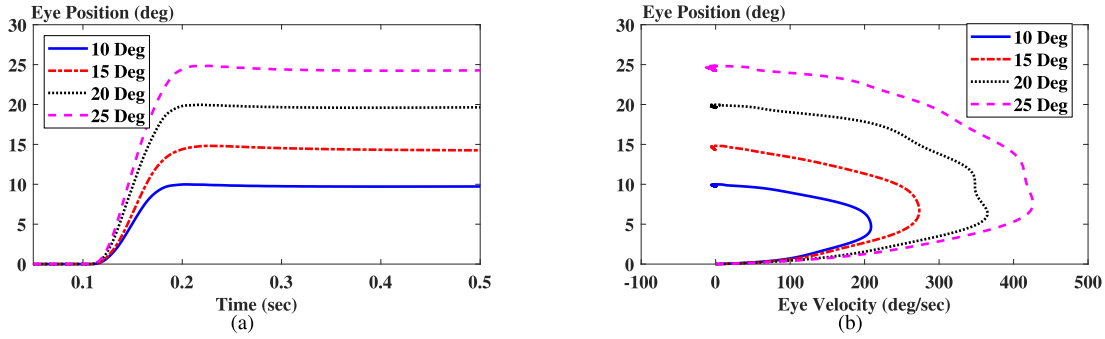 Eye Position (deg)
30
25
20
15
10
5
0
10 Deg
15 Deg
20 Deg
25 Deg
0.1
0.2
0.3
0.4
0.5
Time (sec)
(a)
Eye Position (deg)
30
25
20
15
10
5
0
10 Deg
15 Deg
20 Deg
25 Deg
-100
0
100
200
300
400
500
Eye Velocity (deg/sec)
(b)